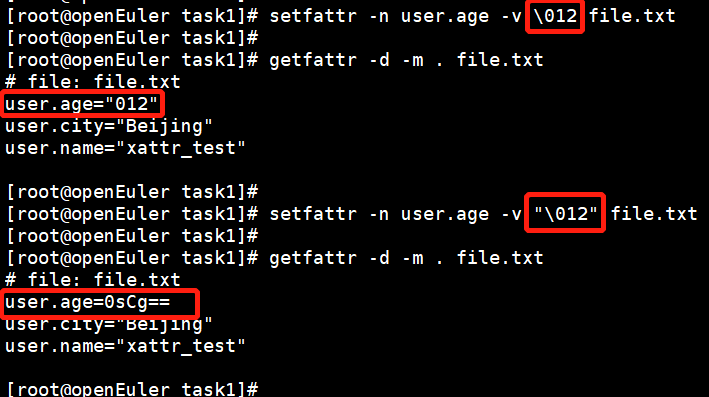 [root@openEuler task1]# setfattr -n user.age -v \012 file.txt
[root@openEuler task1]#
[root@openEuler task1]# getfattr -d -m . file.txt
# file: file.txt
user.age="012"
user.city="Beijing"
user.name="xattr_test"
[root@openEuler task1]#
[root@openEuler task1]# setfattr -n user.age -v "\012" file.txt
[root@openEuler task1]#
[root@openEuler task1]# getfattr -d -m . file.txt
# file: file.txt
user.age=0sCg==
user.city="Beijing"
user.name="xattr_test"
[root@openEuler task1]#